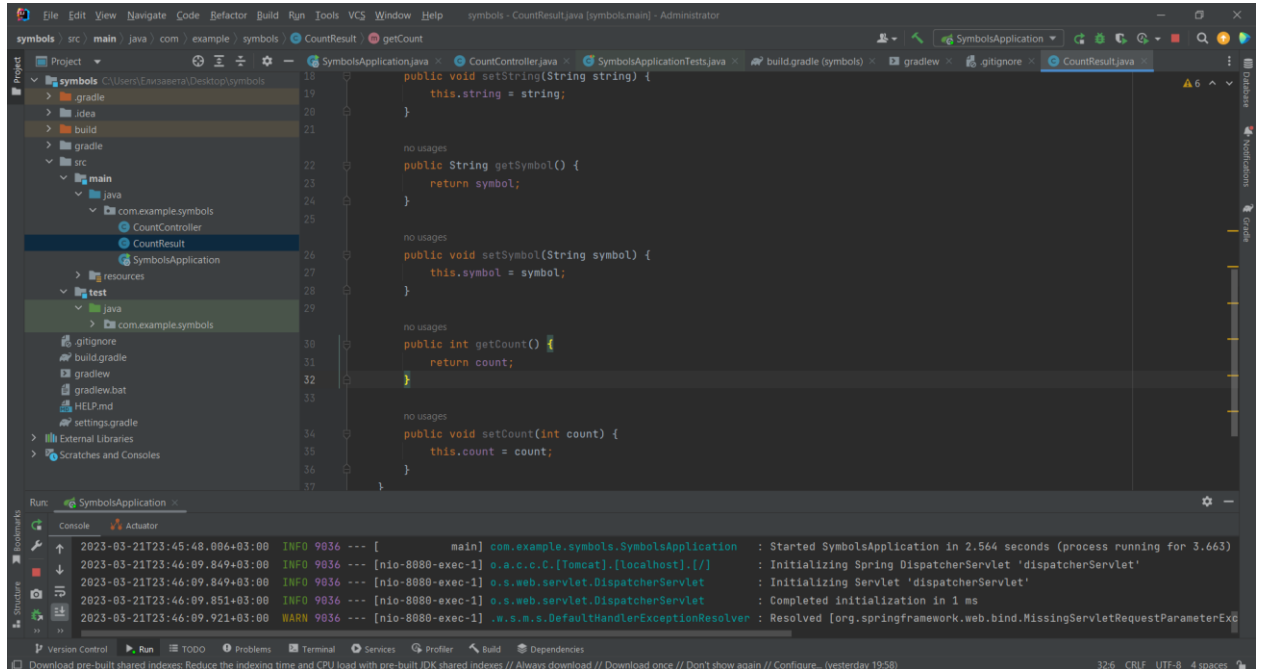 File Edit View Navigate Code Refactor Build Run Tools VCS Window Help symbols - CountResult.java [symbols.main] - Administrator
symbols src main java com example symbols CountResult getCount SymbolsApplication
Project SymbolsApplication.java CountController.java SymbolsApplicationTests.java build.gradle (symbols) gradlew .gitignore CountResult.java
Project
symbols C:\Users\Елизавета\Desktop\symbols
.gradle
.idea
build
gradle
src
main
java
com.example.symbols
CountController
CountResult
SymbolsApplication
resources
test
java
com.example.symbols
.gitignore
build.gradle
gradlew
gradlew.bat
HELP.md
settings.gradle
External Libraries
Scratches and Consoles
18 public void setString(String string) {
19 this.string = string;
20 }
21
no usages
22 public String getSymbol() {
23 return symbol;
24 }
25
no usages
26 public void setSymbol(String symbol) {
27 this.symbol = symbol;
28 }
29
no usages
30 public int getCount() {
31 return count;
32 }
33
no usages
34 public void setCount(int count) {
35 this.count = count;
36 }
37 }
6
Database
Notifications
Gradle
Run: SymbolsApplication
Console Actuator
2023-03-21T23:45:48.006+03:00 INFO 9036 --- [ main] com.example.symbols.SymbolsApplication : Started SymbolsApplication in 2.564 seconds (process running for 3.663)
2023-03-21T23:46:09.849+03:00 INFO 9036 --- [nio-8080-exec-1] o.a.c.c.C.[Tomcat].[localhost].[/] : Initializing Spring DispatcherServlet 'dispatcherServlet'
2023-03-21T23:46:09.849+03:00 INFO 9036 --- [nio-8080-exec-1] o.s.web.servlet.DispatcherServlet : Initializing Servlet 'dispatcherServlet'
2023-03-21T23:46:09.851+03:00 INFO 9036 --- [nio-8080-exec-1] o.s.web.servlet.DispatcherServlet : Completed initialization in 1 ms
2023-03-21T23:46:09.921+03:00 WARN 9036 --- [nio-8080-exec-1] .w.s.m.s.DefaultHandlerExceptionResolver : Resolved [org.springframework.web.bind.MissingServletRequestParameterExc
Bookmarks
Structure
Version Control Run TODO Problems Terminal Services Profiler Build Dependencies
Download pre-built shared indexes: Reduce the indexing time and CPU load with pre-built JDK shared indexes // Always download // Download once // Don't show again // Configure... (yesterday 19:58) 32:6 CRLF UTF-8 4 spaces